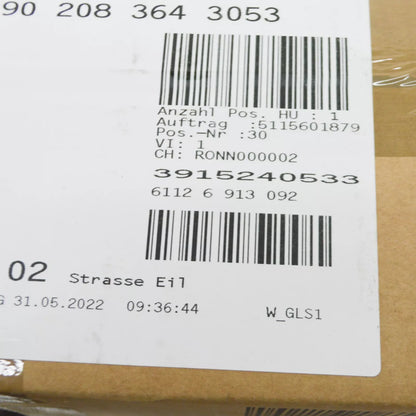 90 208 364 3053
Anzahl Pos. HU : 1
Auftrag :5115601879
Pos.-Nr :30
VI: 1
CH: RONN000002
3915240533
6112 6 913 092
02 Strasse Eil
G 31.05.2022 09:36:44 W_GLS1